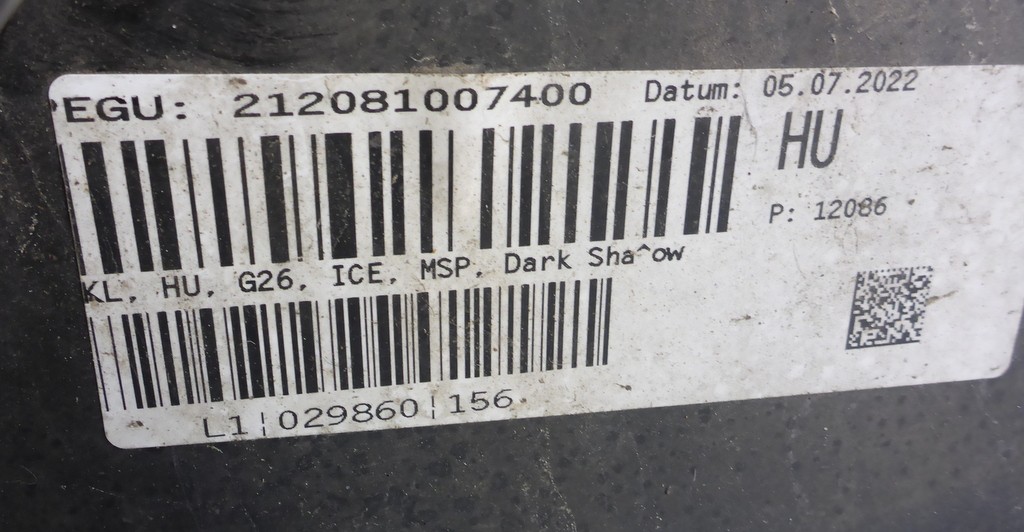 EGU: 212081007400 Datum: 05.07.2022
HU
P: 12086
KL, HU, G26, ICE, MSP, Dark Sha^ow
L1¦029860¦156